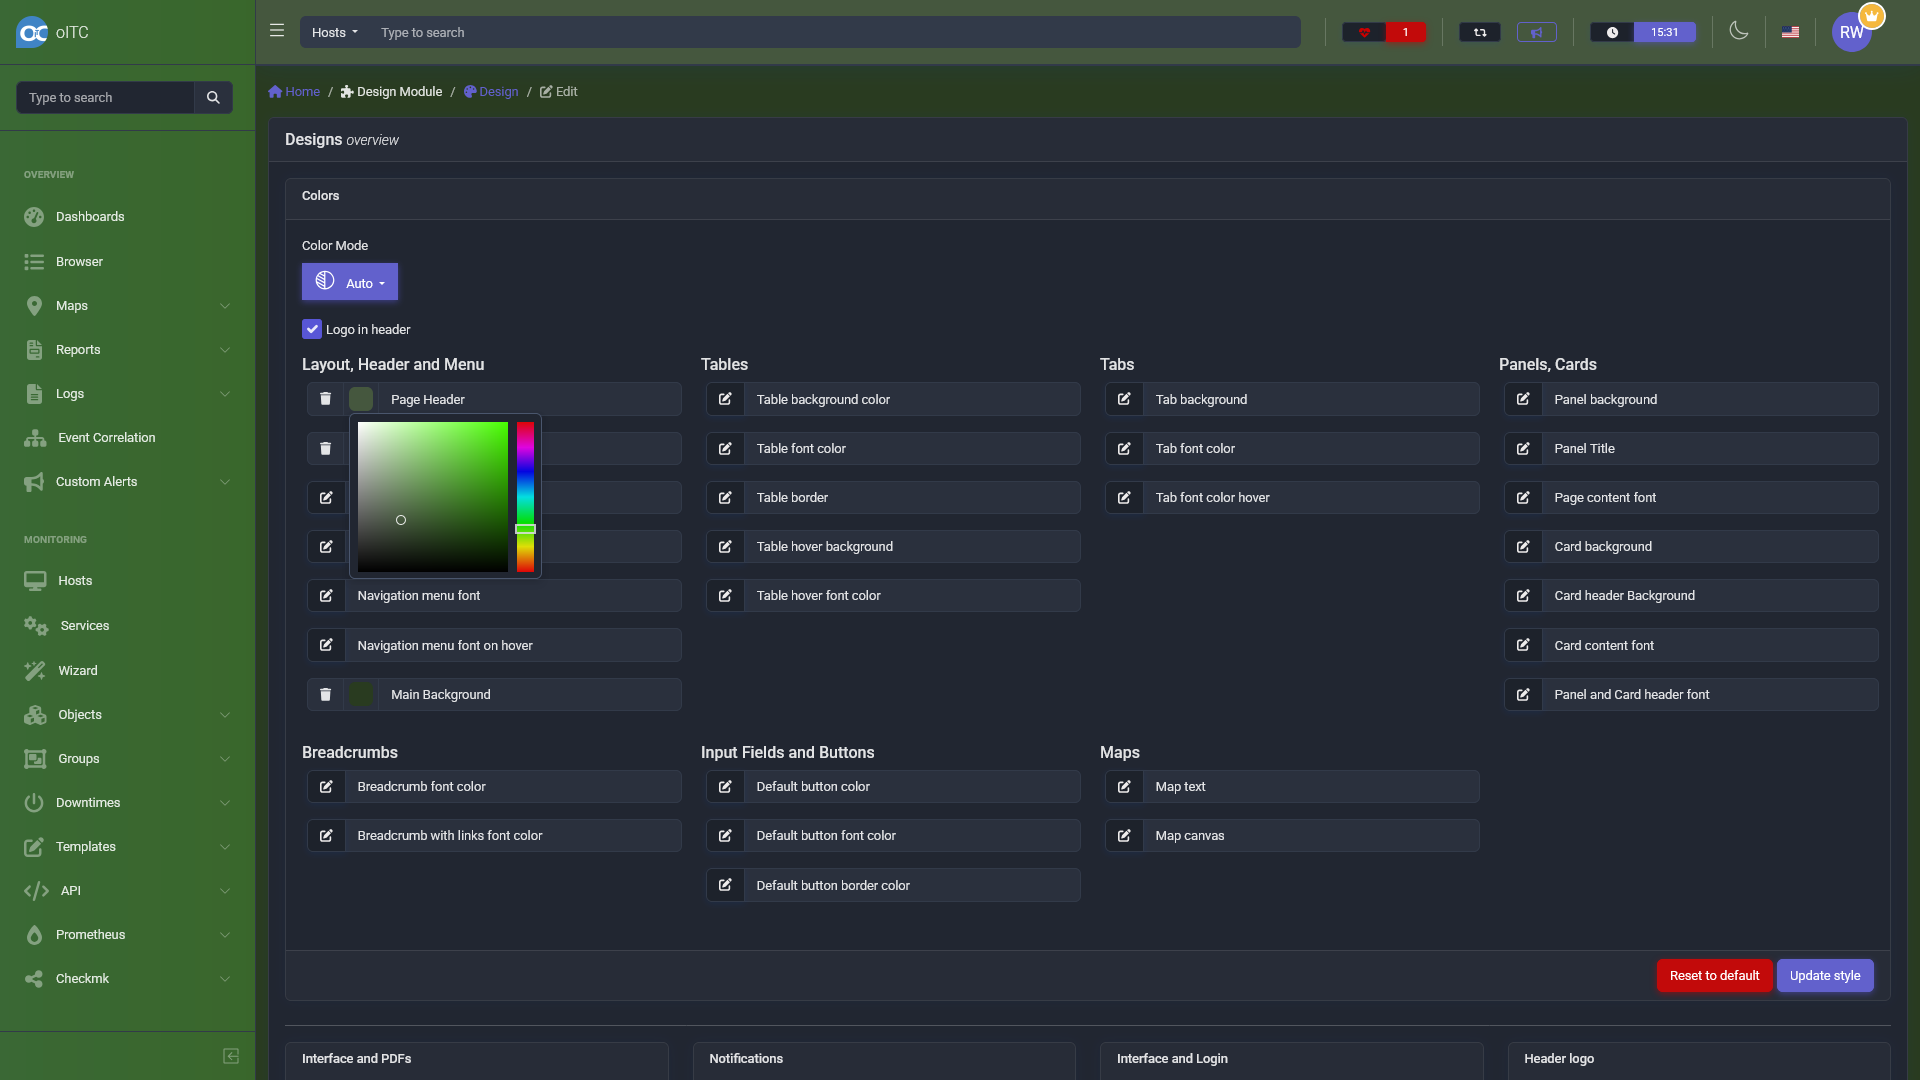 oITC
Hosts
Type to search
1
15:31
RW
Type to search
Home / Design Module / Design / Edit
Designs overview
OVERVIEW
Dashboards
Browser
Maps
Reports
Logs
Event Correlation
Custom Alerts
MONITORING
Hosts
Services
Wizard
Objects
Groups
Downtimes
Templates
API
Prometheus
Checkmk
Colors
Color Mode
Auto
Logo in header
Layout, Header and Menu
Page Header
Navigation menu font
Navigation menu font on hover
Main Background
Tables
Table background color
Table font color
Table border
Table hover background
Table hover font color
Tabs
Tab background
Tab font color
Tab font color hover
Panels, Cards
Panel background
Panel Title
Page content font
Card background
Card header Background
Card content font
Panel and Card header font
Breadcrumbs
Breadcrumb font color
Breadcrumb with links font color
Input Fields and Buttons
Default button color
Default button font color
Default button border color
Maps
Map text
Map canvas
Reset to default
Update style
Interface and PDFs
Notifications
Interface and Login
Header logo